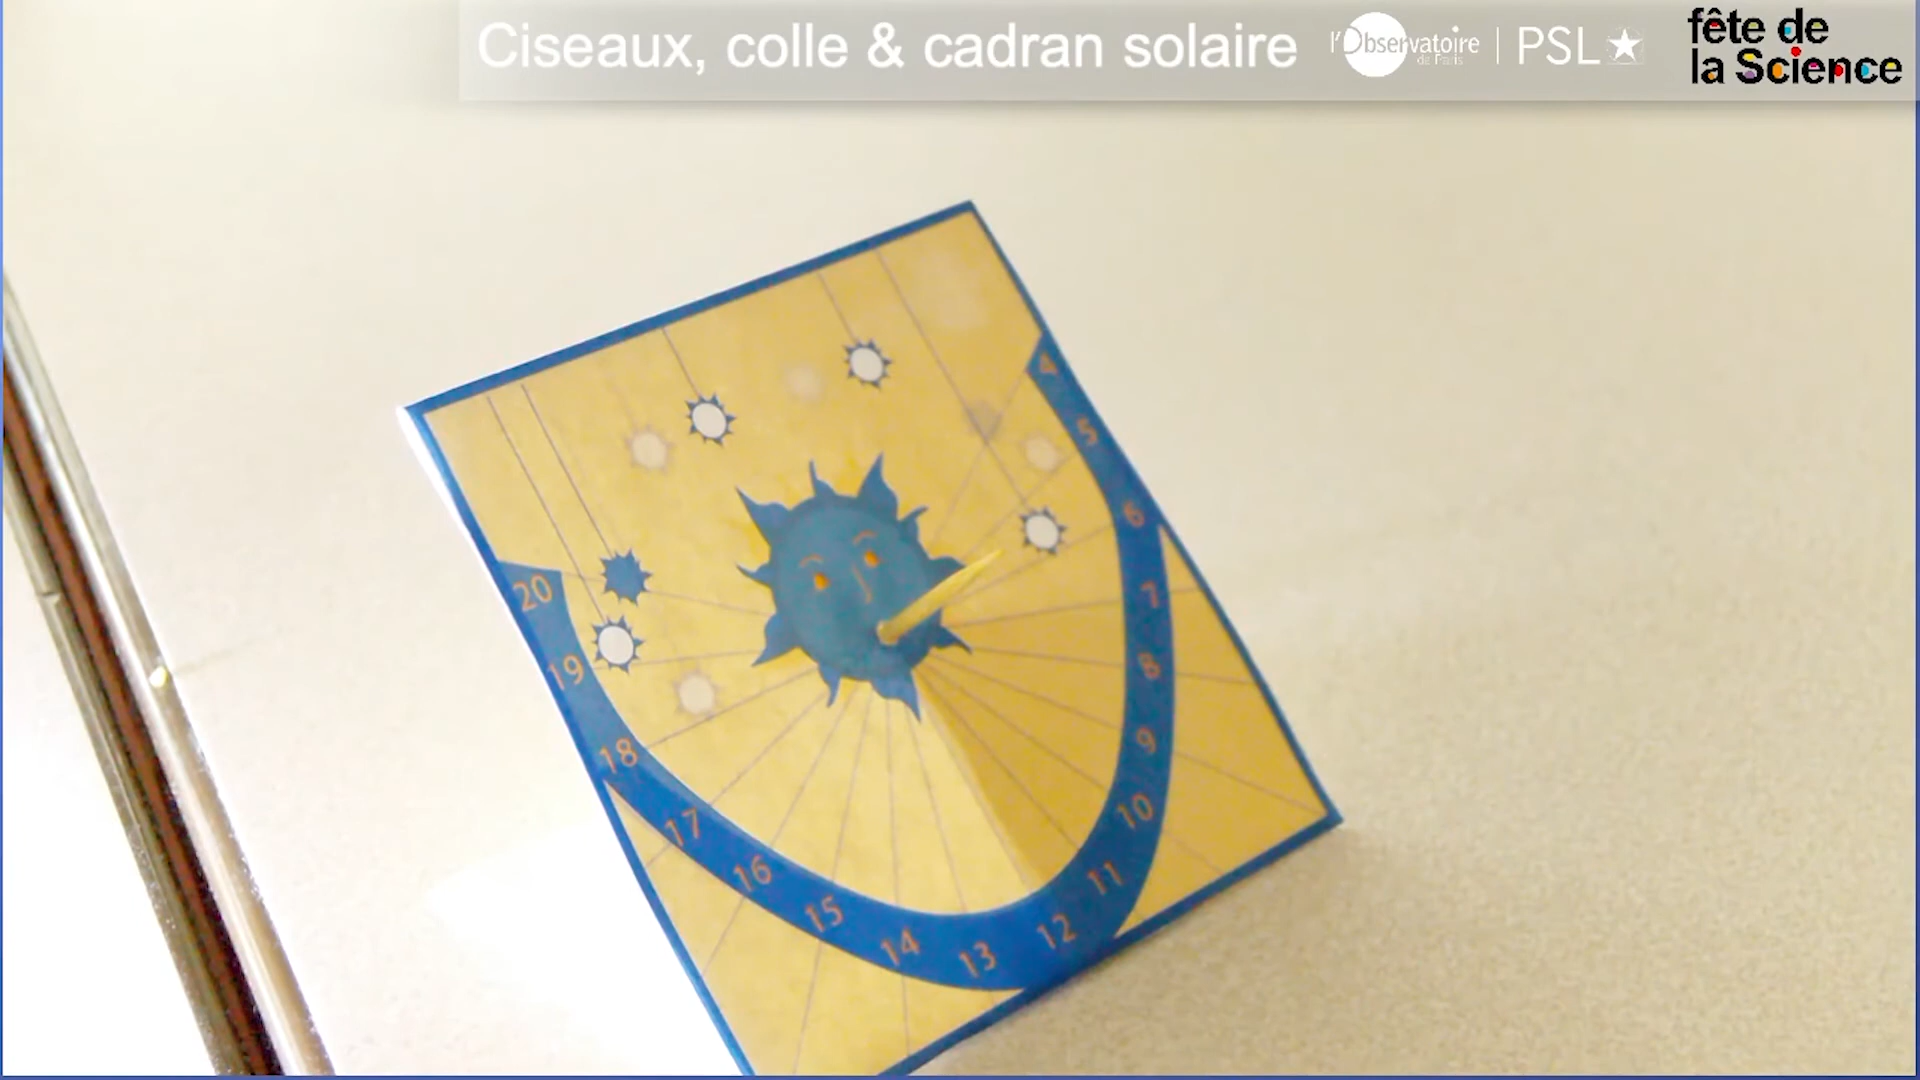 Ciseaux, colle & cadran solaire
l'Observatoire
de Paris
PSL
fête de
la Science
4
5
6
7
8
9
10
11
12
13
14
15
16
17
18
19
20